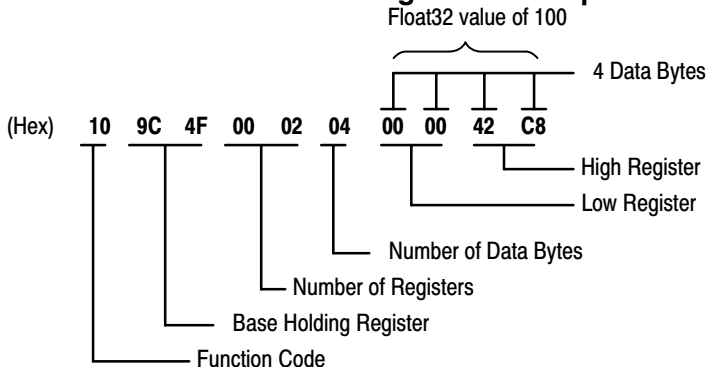 Float32 value of 100
4 Data Bytes
(Hex) 10 9C 4F 00 02 04 00 00 42 C8
High Register
Low Register
Number of Data Bytes
Number of Registers
Base Holding Register
Function Code